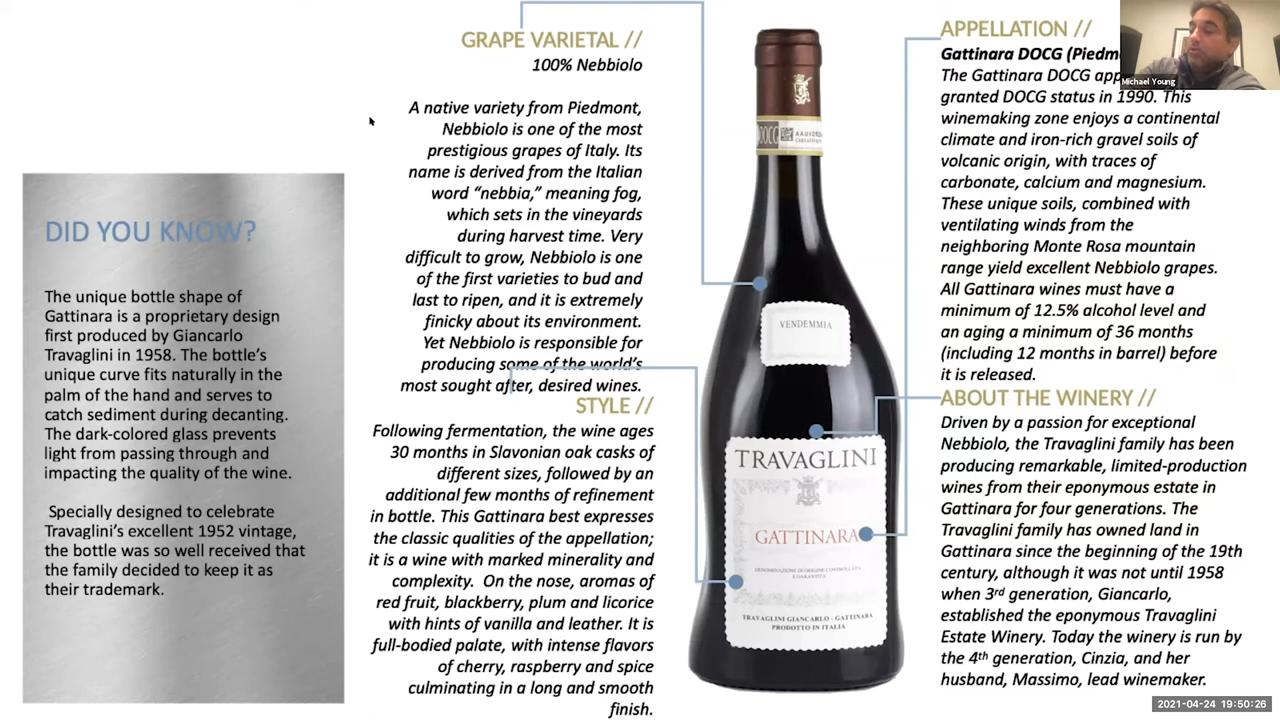 GRAPE VARIETAL //
100% Nebbiolo
A native variety from Piedmont,
Nebbiolo is one of the most
prestigious grapes of Italy. Its
name is derived from the Italian
word “nebbia,” meaning fog,
which sets in the vineyards
during harvest time. Very
difficult to grow, Nebbiolo is one
of the first varieties to bud and
last to ripen, and it is extremely
finicky about its environment.
Yet Nebbiolo is responsible for
producing some of the world’s
most sought after, desired wines.
STYLE //
Following fermentation, the wine ages
30 months in Slavonian oak casks of
different sizes, followed by an
additional few months of refinement
in bottle. This Gattinara best expresses
the classic qualities of the appellation;
it is a wine with marked minerality and
complexity. On the nose, aromas of
red fruit, blackberry, plum and licorice
with hints of vanilla and leather. It is
full-bodied palate, with intense flavors
of cherry, raspberry and spice
culminating in a long and smooth
finish.
DID YOU KNOW?
The unique bottle shape of
Gattinara is a proprietary design
first produced by Giancarlo
Travaglini in 1958. The bottle’s
unique curve fits naturally in the
palm of the hand and serves to
catch sediment during decanting.
The dark-colored glass prevents
light from passing through and
impacting the quality of the wine.
Specially designed to celebrate
Travaglini’s excellent 1952 vintage,
the bottle was so well received that
the family decided to keep it as
their trademark.
DOCG
VENDEMMIA
TRAVAGLINI
GATTINARA
DENOMINAZIONE DI ORIGINE CONTROLLATA
E GARANTITA
TRAVAGLINI GIANCARLO - GATTINARA
PRODOTTO IN ITALIA
APPELLATION //
Gattinara DOCG
The Gattinara DOCG
granted DOCG status in 1990. This
winemaking zone enjoys a continental
climate and iron-rich gravel soils of
volcanic origin, with traces of
carbonate, calcium and magnesium.
These unique soils, combined with
ventilating winds from the
neighboring Monte Rosa mountain
range yield excellent Nebbiolo grapes.
All Gattinara wines must have a
minimum of 12.5% alcohol level and
an aging a minimum of 36 months
(including 12 months in barrel) before
it is released.
ABOUT THE WINERY //
Driven by a passion for exceptional
Nebbiolo, the Travaglini family has been
producing remarkable, limited-production
wines from their eponymous estate in
Gattinara for four generations. The
Travaglini family has owned land in
Gattinara since the beginning of the 19th
century, although it was not until 1958
when 3rd generation, Giancarlo,
established the eponymous Travaglini
Estate Winery. Today the winery is run by
the 4th generation, Cinzia, and her
husband, Massimo, lead winemaker.
Michael Young
2021-04-24 19:50:26